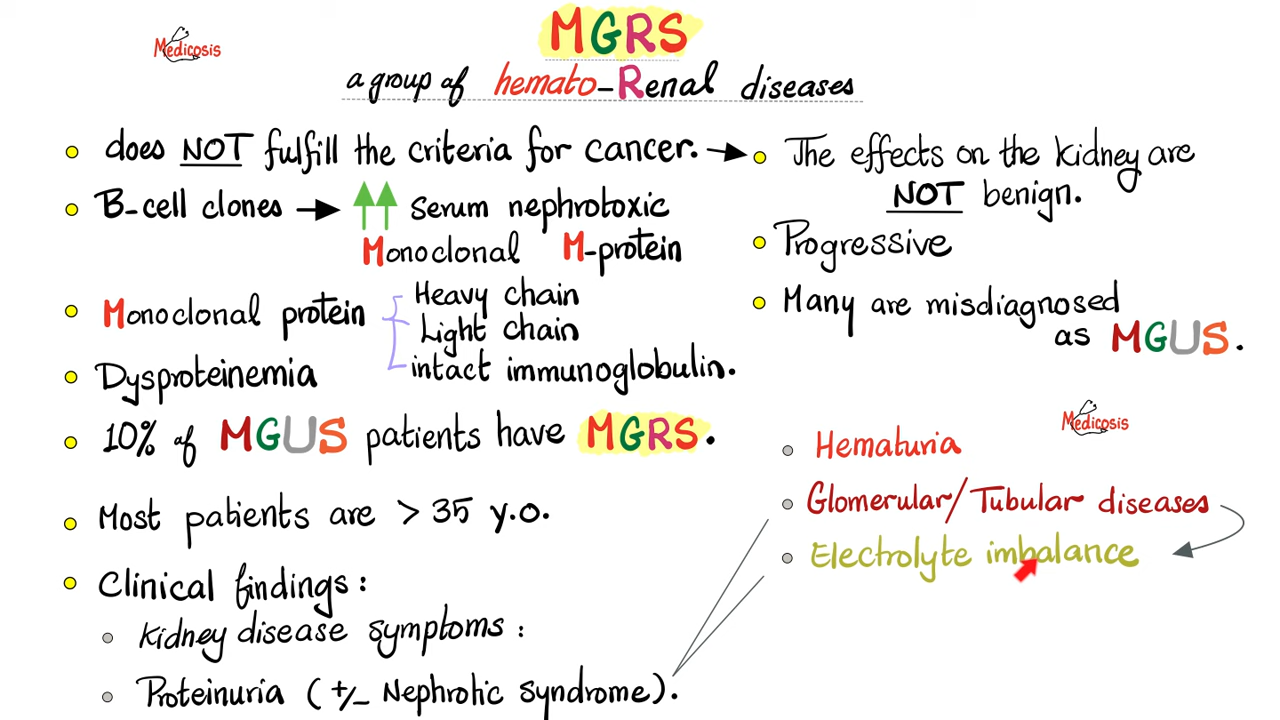 Medicosis
MGRS
a group of hemato-Renal diseases
does NOT fulfill the criteria for cancer.
B-cell clones
Serum nephrotoxic
Monoclonal M-protein
Monoclonal protein
Heavy chain
Light chain
intact immunoglobulin.
Dysproteinemia
10% of MGUS patients have MGRS.
Most patients are > 35 y.o.
Clinical findings:
Kidney disease symptoms:
Proteinuria (+/- Nephrotic syndrome).
The effects on the kidney are
NOT benign.
Progressive
Many are misdiagnosed
as MGUS.
Medicosis
Hematuria
Glomerular/Tubular diseases
Electrolyte imbalance